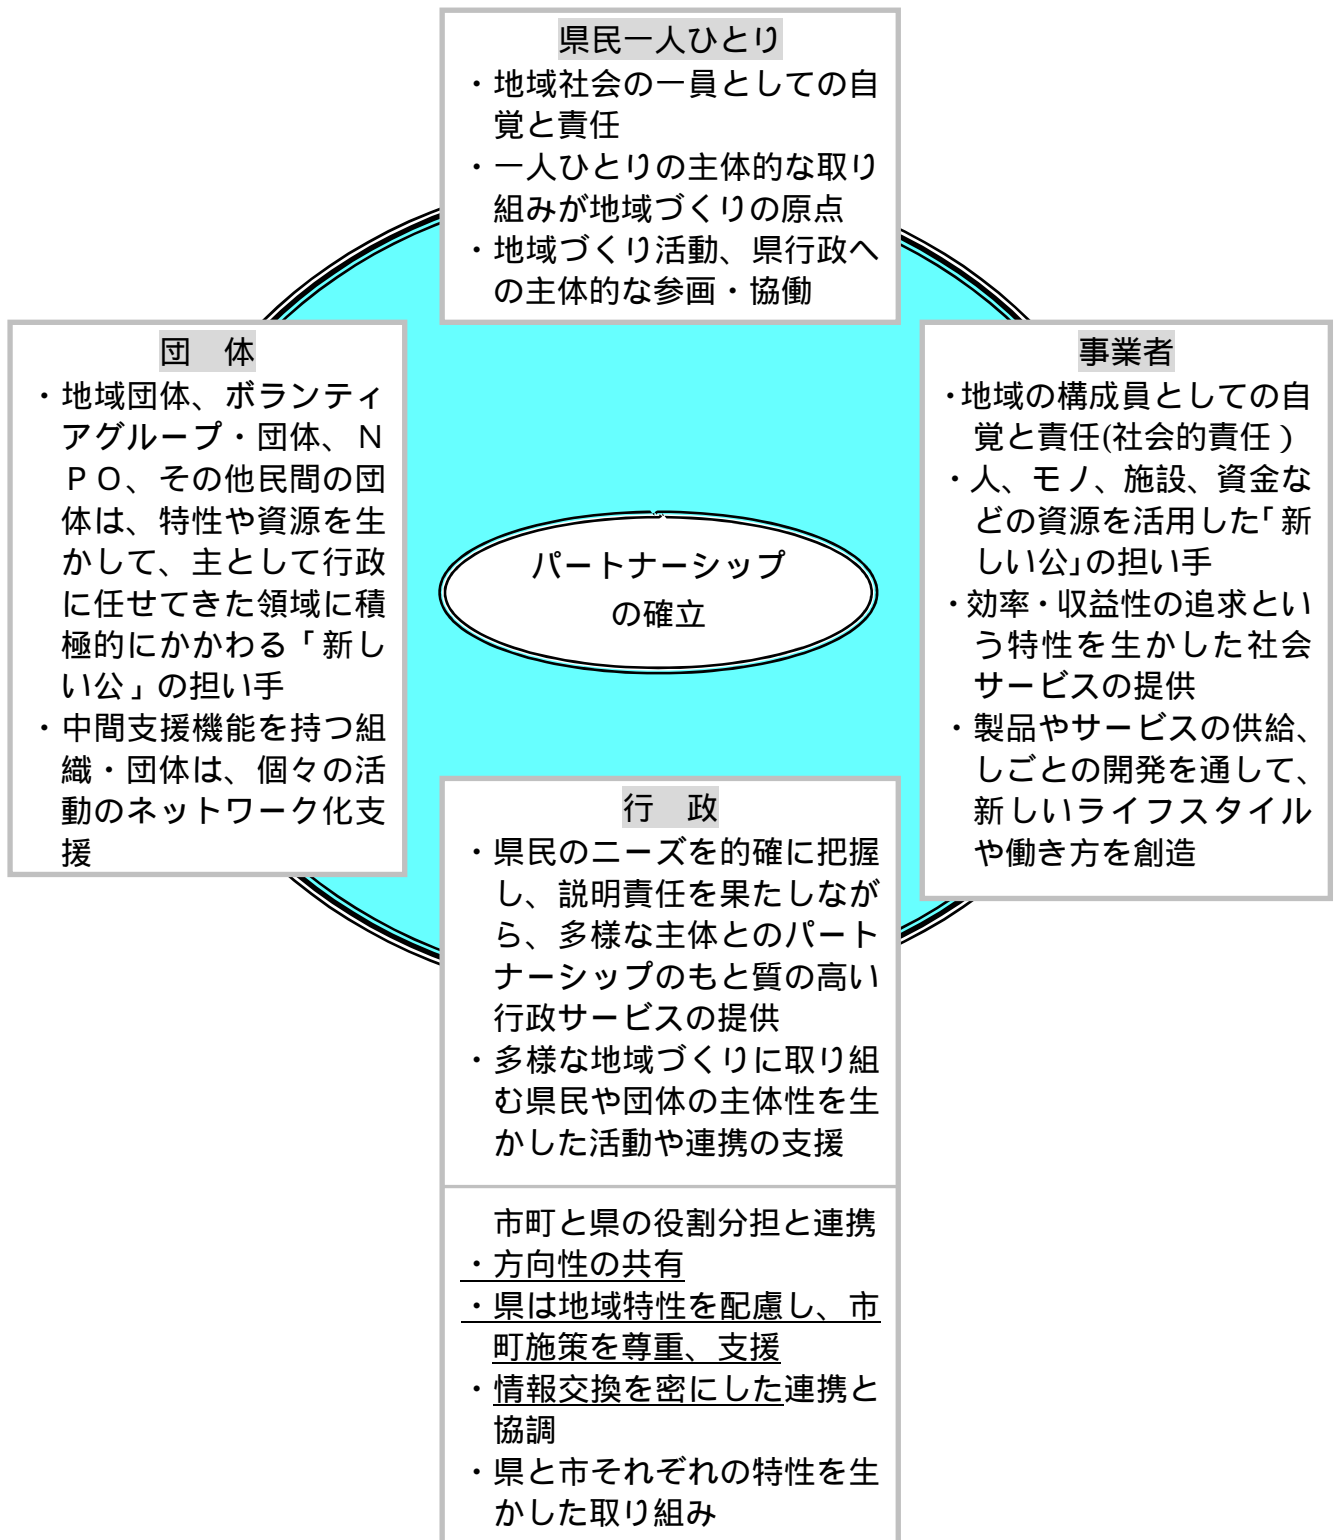 県民一人ひとり
・地域社会の一員としての自
覚と責任
・一人ひとりの主体的な取り
組みが地域づくりの原点
・地域づくり活動、県行政へ
の主体的な参画・協働
団　体
・地域団体、ボランティ
アグループ・団体、Ｎ
ＰＯ、その他民間の団
体は、特性や資源を生
かして、主として行政
に任せてきた領域に積
極的にかかわる「新し
い公」の担い手
・中間支援機能を持つ組
織・団体は、個々の活
動のネットワーク化支
援
パートナーシップ
の確立
事業者
・地域の構成員としての自
覚と責任(社会的責任）
・人、モノ、施設、資金な
どの資源を活用した「新
しい公」の担い手
・効率・収益性の追求とい
う特性を生かした社会
サービスの提供
・製品やサービスの供給、
しごとの開発を通して、
新しいライフスタイル
や働き方を創造
行　政
・県民のニーズを的確に把握
し、説明責任を果たしなが
ら、多様な主体とのパート
ナーシップのもと質の高い
行政サービスの提供
・多様な地域づくりに取り組
む県民や団体の主体性を生
かした活動や連携の支援
市町と県の役割分担と連携
・方向性の共有
・県は地域特性を配慮し、市
町施策を尊重、支援
・情報交換を密にした連携と
協調
・県と市それぞれの特性を生
かした取り組み